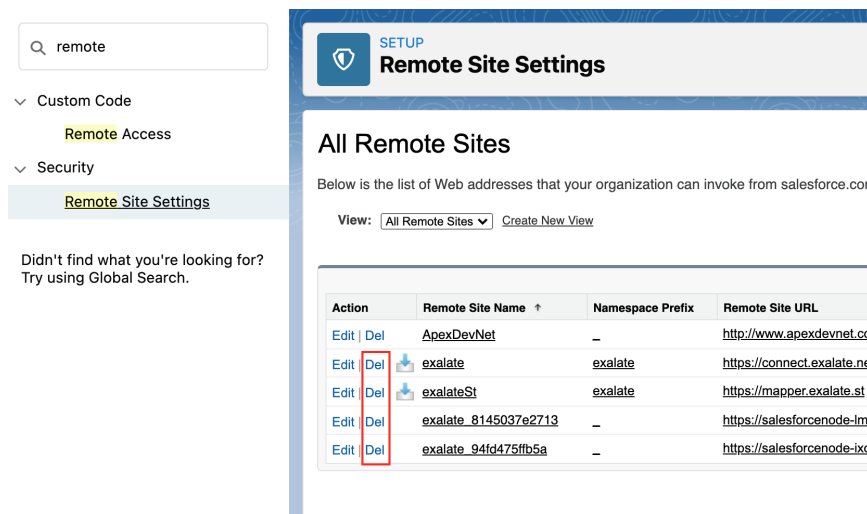 remote
Custom Code
Remote Access
Security
Remote Site Settings
Didn't find what you're looking for?
Try using Global Search.
SETUP
Remote Site Settings
All Remote Sites
Below is the list of Web addresses that your organization can invoke from salesforce.co
View: All Remote Sites Create New View
Action Remote Site Name ↑ Namespace Prefix Remote Site URL
Edit | Del ApexDevNet _ http://www.apexdevnet.co
Edit | Del exalate exalate https://connect.exalate.ne
Edit | Del exalateSt exalate https://mapper.exalate.st
Edit | Del exalate_8145037e2713 _ https://salesforcenode-lm
Edit | Del exalate_94fd475ffb5a _ https://salesforcenode-ixc